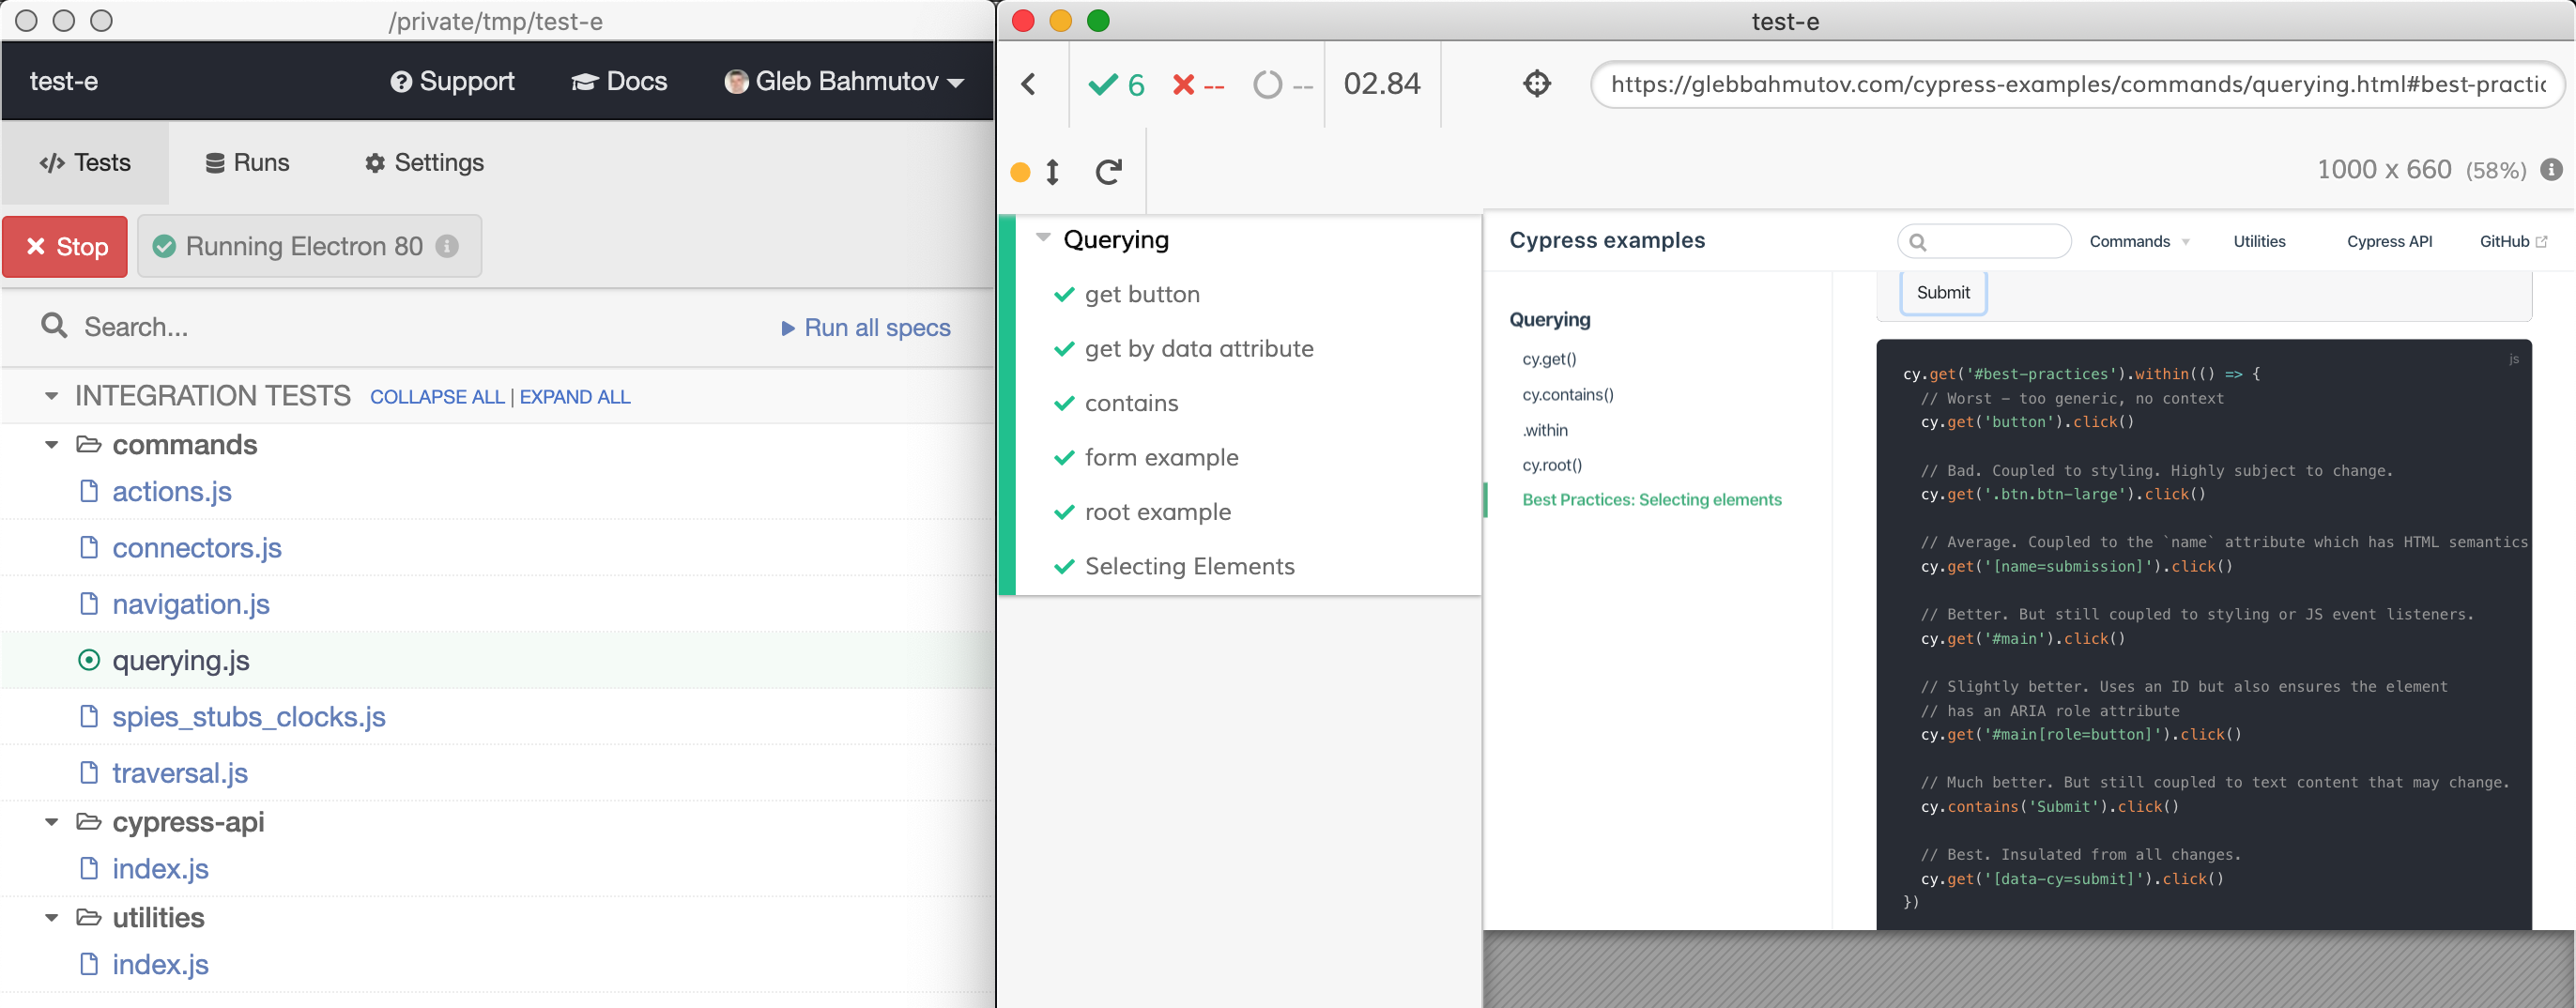 /private/tmp/test-e
test-e
Support
Docs
Gleb Bahmutov
Tests
Runs
Settings
Stop
Running Electron 80
Search...
Run all specs
INTEGRATION TESTS COLLAPSE ALL | EXPAND ALL
commands
actions.js
connectors.js
navigation.js
querying.js
spies_stubs_clocks.js
traversal.js
cypress-api
index.js
utilities
index.js
test-e
6
--
--
02.84
https://glebbahmutov.com/cypress-examples/commands/querying.html#best-practic
1000 x 660 (58%)
Querying
get button
get by data attribute
contains
form example
root example
Selecting Elements
Cypress examples
Commands
Utilities
Cypress API
GitHub
Querying
cy.get()
cy.contains()
.within
cy.root()
Best Practices: Selecting elements
Submit
js
cy.get('#best-practices').within(() => {
// Worst - too generic, no context
cy.get('button').click()
// Bad. Coupled to styling. Highly subject to change.
cy.get('.btn.btn-large').click()
// Average. Coupled to the `name` attribute which has HTML semantics
cy.get('[name=submission]').click()
// Better. But still coupled to styling or JS event listeners.
cy.get('#main').click()
// Slightly better. Uses an ID but also ensures the element
// has an ARIA role attribute
cy.get('#main[role=button]').click()
// Much better. But still coupled to text content that may change.
cy.contains('Submit').click()
// Best. Insulated from all changes.
cy.get('[data-cy=submit]').click()
})